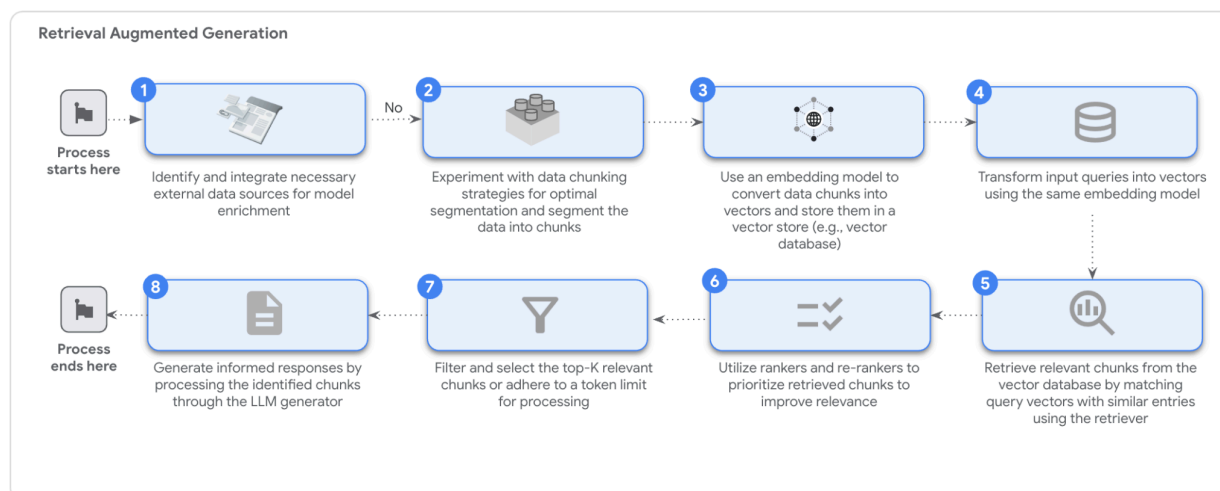 Retrieval Augmented Generation
Process
starts here
1
Identify and integrate necessary
external data sources for model
enrichment
No
2
Experiment with data chunking
strategies for optimal
segmentation and segment the
data into chunks
3
Use an embedding model to
convert data chunks into
vectors and store them in a
vector store (e.g., vector
database)
4
Transform input queries into vectors
using the same embedding model
5
Retrieve relevant chunks from the
vector database by matching
query vectors with similar entries
using the retriever
6
Utilize rankers and re-rankers to
prioritize retrieved chunks to
improve relevance
7
Filter and select the top-K relevant
chunks or adhere to a token limit
for processing
8
Generate informed responses by
processing the identified chunks
through the LLM generator
Process
ends here